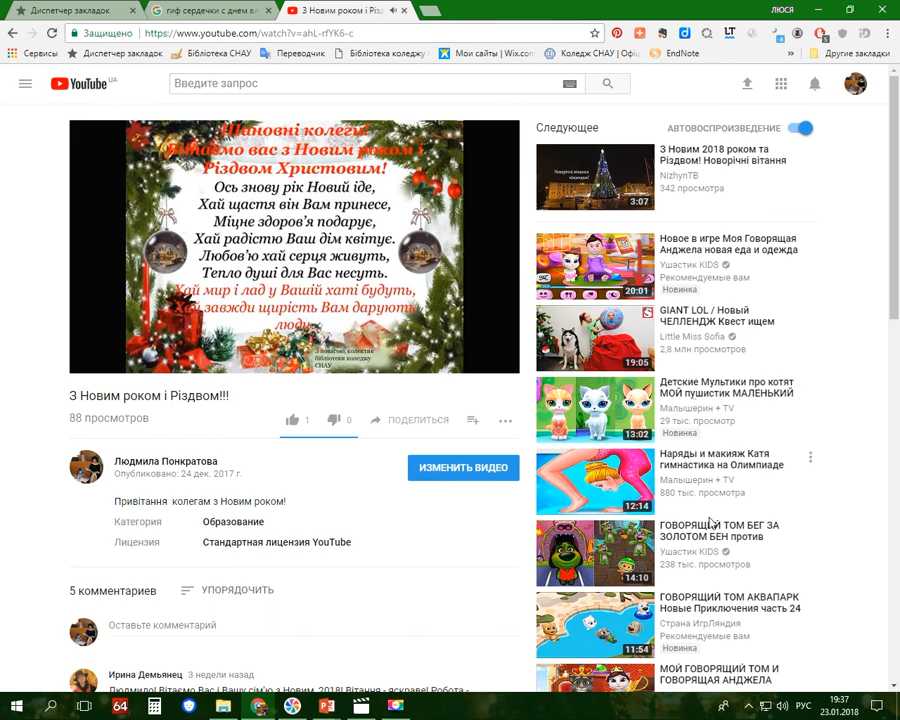 Диспетчер закладок
гиф сердечки с днем в
З Новим роком і Різд
ЛЮСЯ
Защищено
https://www.youtube.com/watch?v=ahL-rfYK6-c
Сервисы
Диспетчер закладок
Бібліотека СНАУ
Переводчик
Бібліотека коледжу
Мои сайты | Wix.com
Коледж СНАУ | Офіц
EndNote
Другие закладки
YouTube UA
Введите запрос
Шановні колеги!
Вітаємо вас з Новим роком і
Різдвом Христовим!
Ось знову рік Новий іде,
Хай щастя він Вам принесе,
Міцне здоров'я подарує,
Хай радістю Ваш дім квітує.
Любов'ю хай серця живуть,
Тепло душі для Вас несуть.
Хай мир і лад у Вашій хаті будуть,
завжди щирість Вам дарують
люди
З повагою, колектив
бібліотеки коледжу
СНАУ
З Новим роком і Різдвом!!!
88 просмотров
1
0
ПОДЕЛИТЬСЯ
Людмила Понкратова
Опубликовано: 24 дек. 2017 г.
ИЗМЕНИТЬ ВИДЕО
Привітання колегам з Новим роком!
Категория Образование
Лицензия Стандартная лицензия YouTube
5 комментариев
УПОРЯДОЧИТЬ
Оставьте комментарий
Ирина Демьянец 3 недели назад
Людмило! Вітаємо Вас і Вашу сім'ю з Новим, 2018! Вітання - яскраве! Робота -
Следующее
АВТОВОСПРОИЗВЕДЕНИЕ
3:07
З Новим 2018 роком та
Різдвом! Новорічні вітання
NizhynTB
342 просмотра
20:01
Новое в игре Моя Говорящая
Анджела новая еда и одежда
Ушастик KIDS
Рекомендуемые вам
Новинка
19:05
GIANT LOL / Новый
ЧЕЛЛЕНДЖ Квест ищем
Little Miss Sofia
2,8 млн просмотров
13:02
Детские Мультики про котят
МОЙ пушистик МАЛЕНЬКИЙ
Малышерин + TV
29 тыс. просмотр
Новинка
12:14
Наряды и макияж Катя
гимнастика на Олимпиаде
Малышерин + TV
880 тыс. просмотра
14:10
ГОВОРЯЩИЙ ТОМ БЕГ ЗА
ЗОЛОТОМ БЕН против
Ушастик KIDS
238 тыс. просмотров
11:54
ГОВОРЯЩИЙ ТОМ АКВАПАРК
Новые Приключения часть 24
Страна ИгрЛяндия
Рекомендуемые вам
Новинка
МОЙ ГОВОРЯЩИЙ ТОМ И
ГОВОРЯЩАЯ АНДЖЕЛА
64
РУС
19:37
23.01.2018